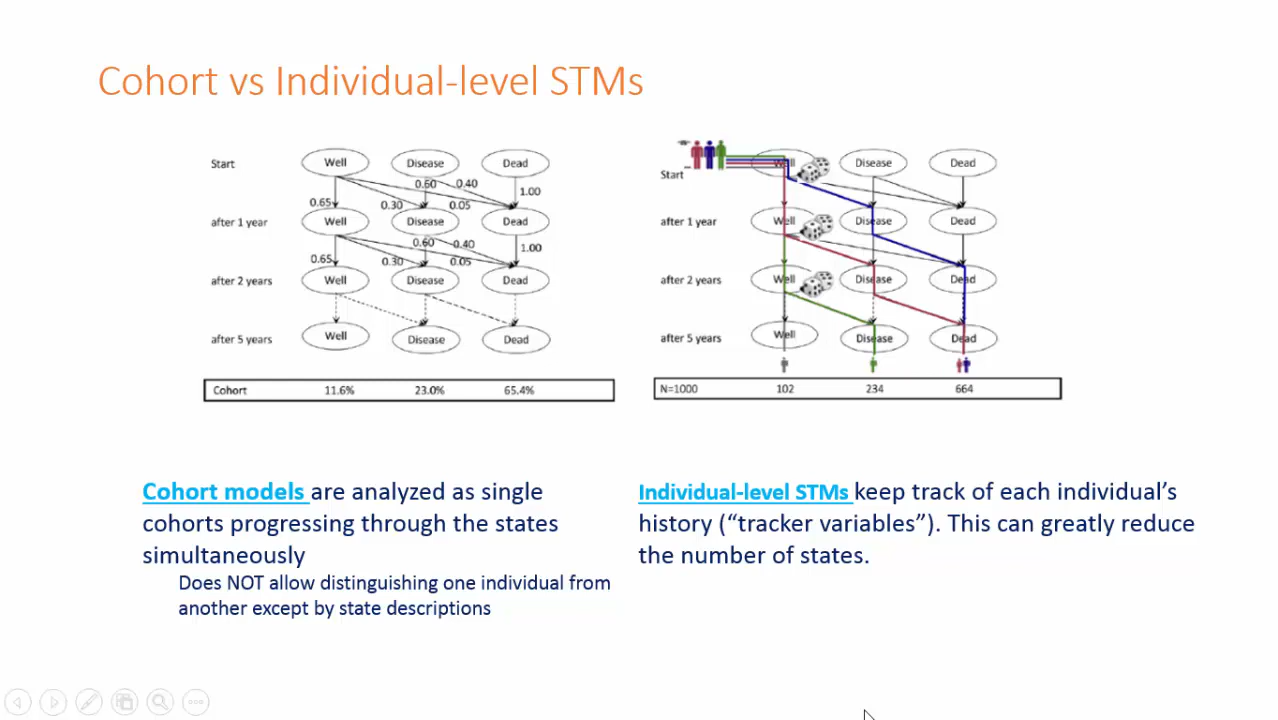 Cohort vs Individual-level STMs
Start Well Disease Dead
0.60 0.40 1.00
0.65 0.30 0.05
after 1 year Well Disease Dead
0.60 0.40 1.00
0.65 0.30 0.05
after 2 years Well Disease Dead
after 5 years Well Disease Dead
Cohort 11.6% 23.0% 65.4%
Start Well Disease Dead
after 1 year Well Disease Dead
after 2 years Well Disease Dead
after 5 years Well Disease Dead
N=1000 102 234 664
Cohort models are analyzed as single
cohorts progressing through the states
simultaneously
Does NOT allow distinguishing one individual from
another except by state descriptions
Individual-level STMs keep track of each individual’s
history (“tracker variables”). This can greatly reduce
the number of states.